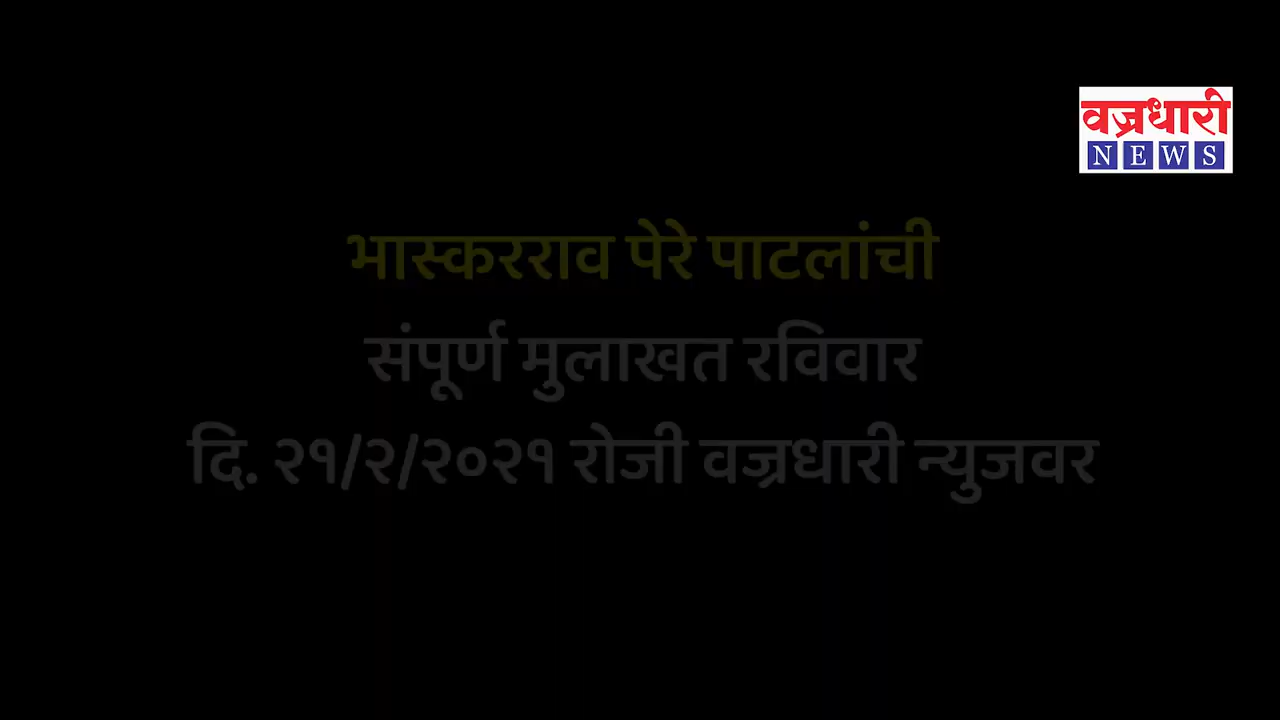 वज्रधारी
NEWS
भास्करराव पेरे पाटलांची
संपूर्ण मुलाखत रविवार
दि. २१/२/२०२१ रोजी वज्रधारी न्युजवर